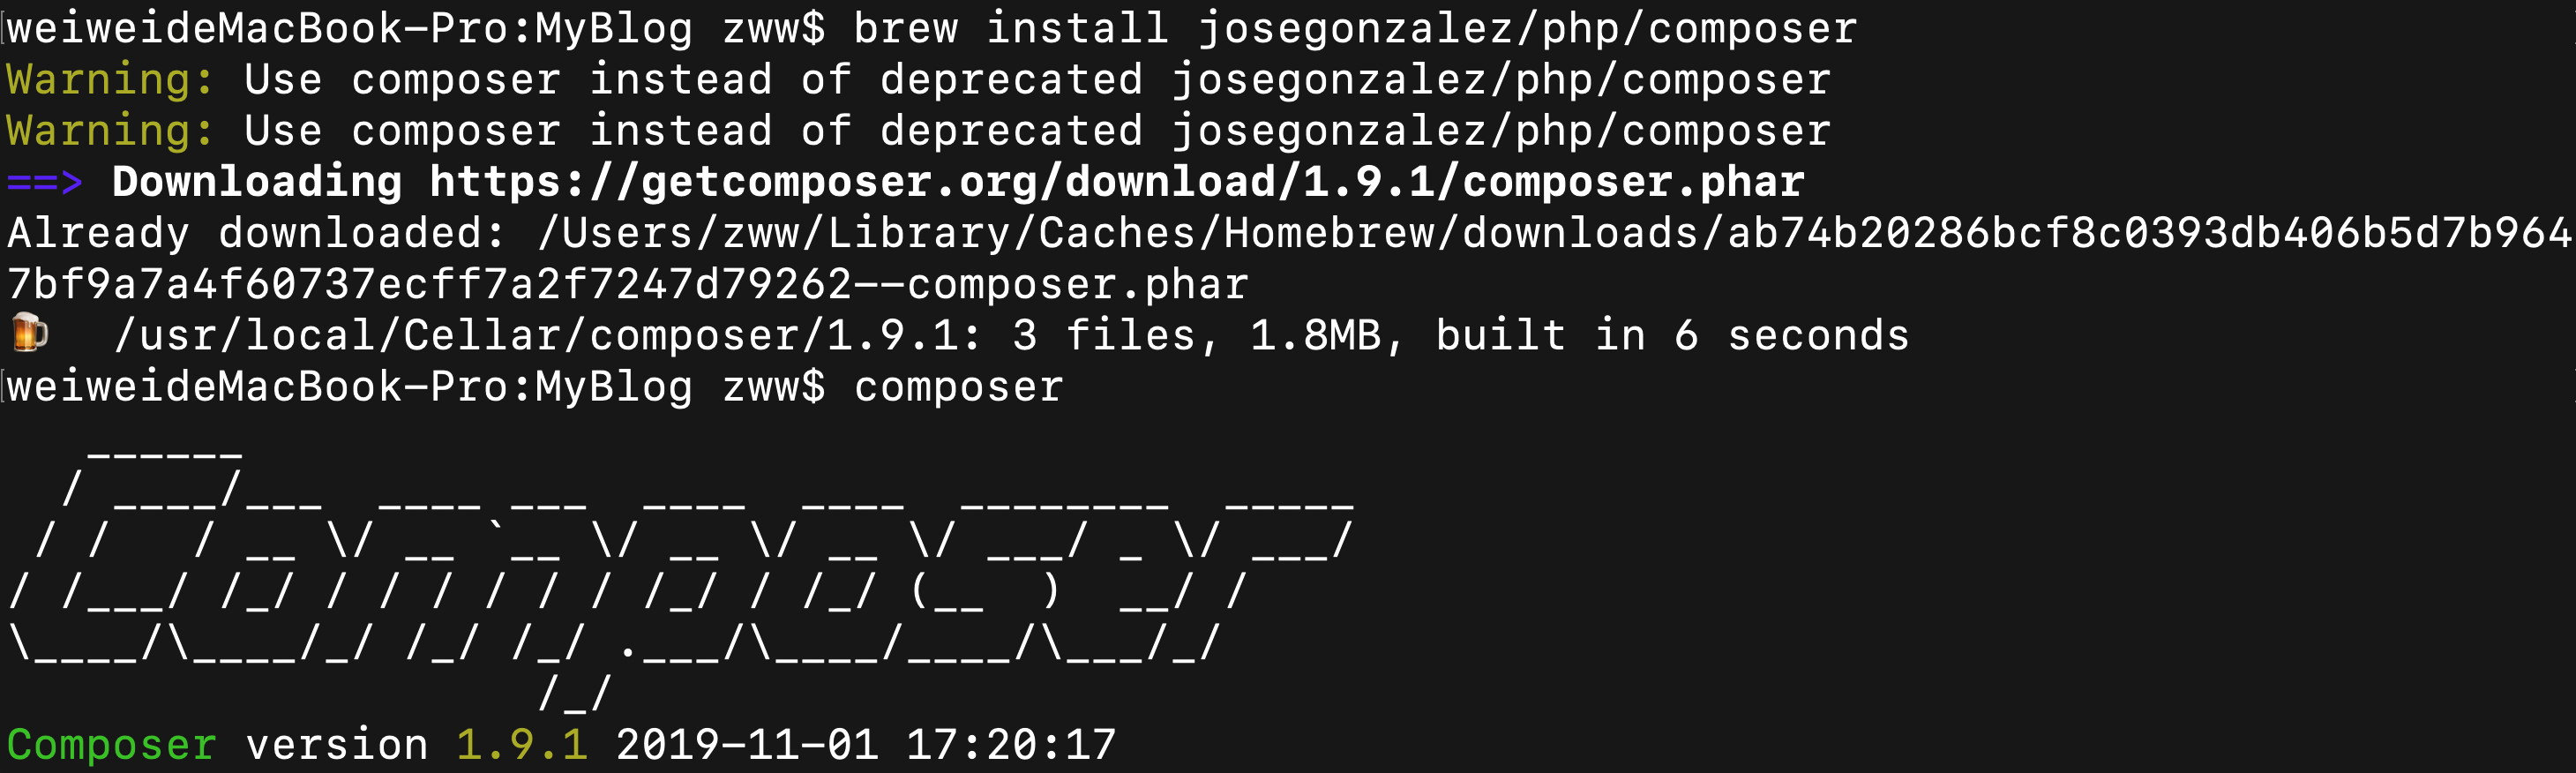 weiweideMacBook-Pro:MyBlog zww$ brew install josegonzalez/php/composer
Warning: Use composer instead of deprecated josegonzalez/php/composer
Warning: Use composer instead of deprecated josegonzalez/php/composer
==> Downloading https://getcomposer.org/download/1.9.1/composer.phar
Already downloaded: /Users/zww/Library/Caches/Homebrew/downloads/ab74b20286bcf8c0393db406b5d7b964
7bf9a7a4f60737ecff7a2f7247d79262--composer.phar
🍺  /usr/local/Cellar/composer/1.9.1: 3 files, 1.8MB, built in 6 seconds
weiweideMacBook-Pro:MyBlog zww$ composer
   ______
  / ____/___  ____ ___  ____  ____  ________  _____
 / /   / __ \/ __ `__ \/ __ \/ __ \/ ___/ _ \/ ___/
/ /___/ /_/ / / / / / / /_/ / /_/ (__  )  __/ /
\____/\____/_/ /_/ /_/ .___/\____/____/\___/_/
                    /_/
Composer version 1.9.1 2019-11-01 17:20:17